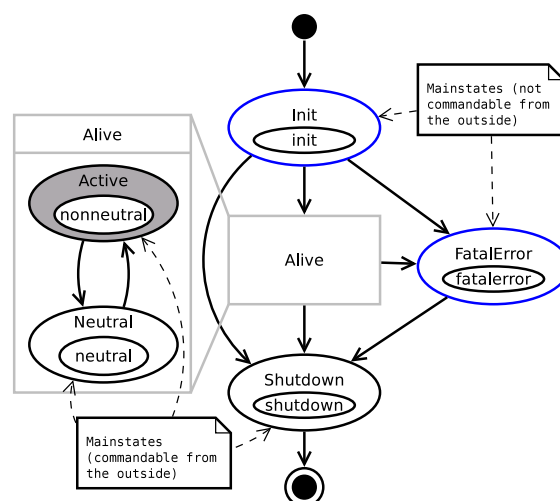 Mainstates (not
commandable from
the outside)
Init
init
Alive
Active
nonneutral
Alive
FatalError
fatalerror
Neutral
neutral
Shutdown
shutdown
Mainstates
(commandable from
the outside)